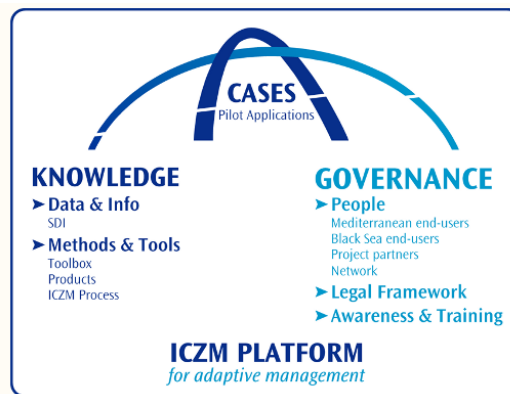 CASES
Pilot Applications
KNOWLEDGE
➤ Data & Info
SDI
➤ Methods & Tools
Toolbox
Products
ICZM Process
GOVERNANCE
➤ People
Mediterranean end-users
Black Sea end-users
Project partners
Network
➤ Legal Framework
➤ Awareness & Training
ICZM PLATFORM
for adaptive management